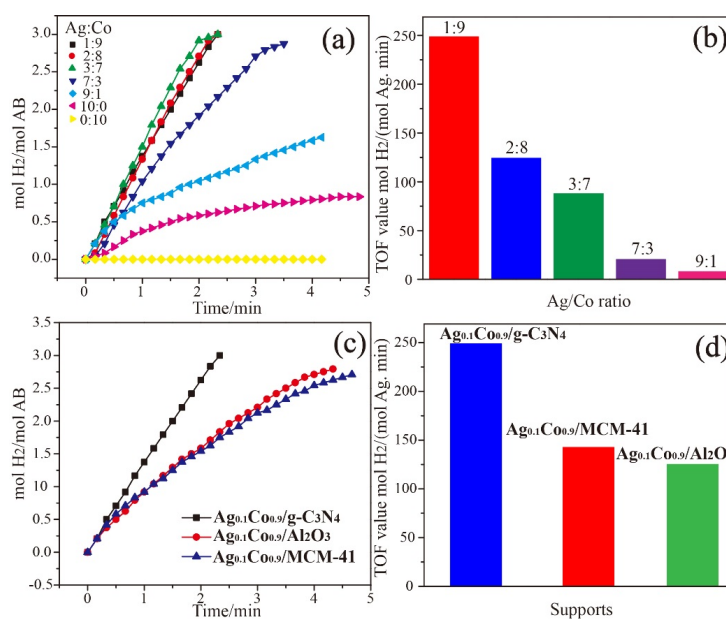 Ag:Co
1:9
2:8
3:7
7:3
9:1
10:0
0:10
(a)
3.0
2.5
2.0
1.5
1.0
0.5
0.0
mol H2/mol AB
0 1 2 3 4 5
Time/min
(b)
250
200
150
100
50
0
TOF value mol H2/(mol Ag. min)
1:9
2:8
3:7
7:3
9:1
Ag/Co ratio
(c)
3.5
3.0
2.5
2.0
1.5
1.0
0.5
0.0
-0.5
mol H2/mol AB
Ag0.1Co0.9/g-C3N4
Ag0.1Co0.9/Al2O3
Ag0.1Co0.9/MCM-41
0 1 2 3 4 5
Time/min
(d)
250
200
150
100
50
0
TOF value mol H2/(mol Ag. min)
Ag0.1Co0.9/g-C3N4
Ag0.1Co0.9/MCM-41
Ag0.1Co0.9/Al2O
Supports